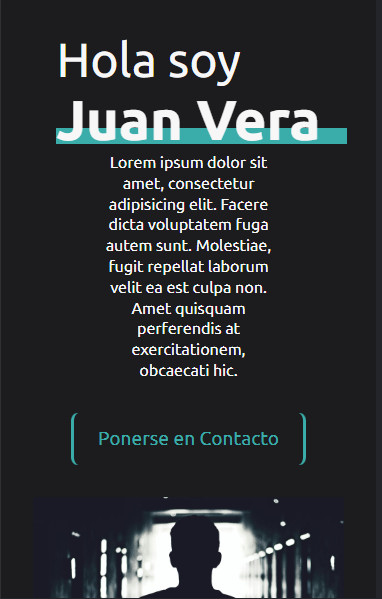 Hola soy
Juan Vera
Lorem ipsum dolor sit
amet, consectetur
adipisicing elit. Facere
dicta voluptatem fuga
autem sunt. Molestiae,
fugit repellat laborum
velit ea est culpa non.
Amet quisquam
perferendis at
exercitationem,
obcaecati hic.
Ponerse en Contacto